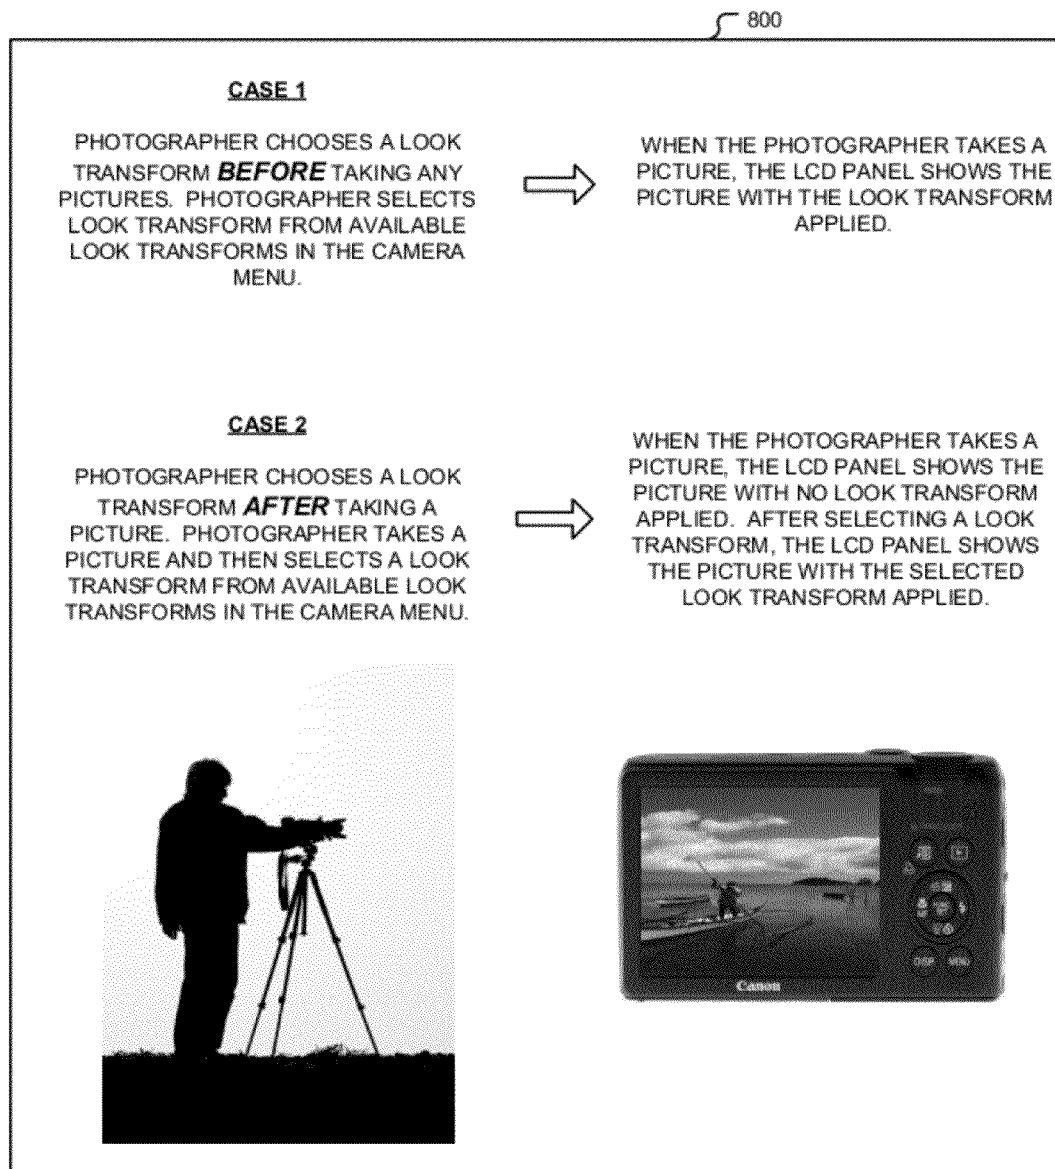 800
CASE 1
PHOTOGRAPHER CHOOSES A LOOK
TRANSFORM BEFORE TAKING ANY
PICTURES. PHOTOGRAPHER SELECTS
LOOK TRANSFORM FROM AVAILABLE
LOOK TRANSFORMS IN THE CAMERA
MENU.
WHEN THE PHOTOGRAPHER TAKES A
PICTURE, THE LCD PANEL SHOWS THE
PICTURE WITH THE LOOK TRANSFORM
APPLIED.
CASE 2
PHOTOGRAPHER CHOOSES A LOOK
TRANSFORM AFTER TAKING A
PICTURE. PHOTOGRAPHER TAKES A
PICTURE AND THEN SELECTS A LOOK
TRANSFORM FROM AVAILABLE LOOK
TRANSFORMS IN THE CAMERA MENU.
WHEN THE PHOTOGRAPHER TAKES A
PICTURE, THE LCD PANEL SHOWS THE
PICTURE WITH NO LOOK TRANSFORM
APPLIED. AFTER SELECTING A LOOK
TRANSFORM, THE LCD PANEL SHOWS
THE PICTURE WITH THE SELECTED
LOOK TRANSFORM APPLIED.
DISP MENU
Canon